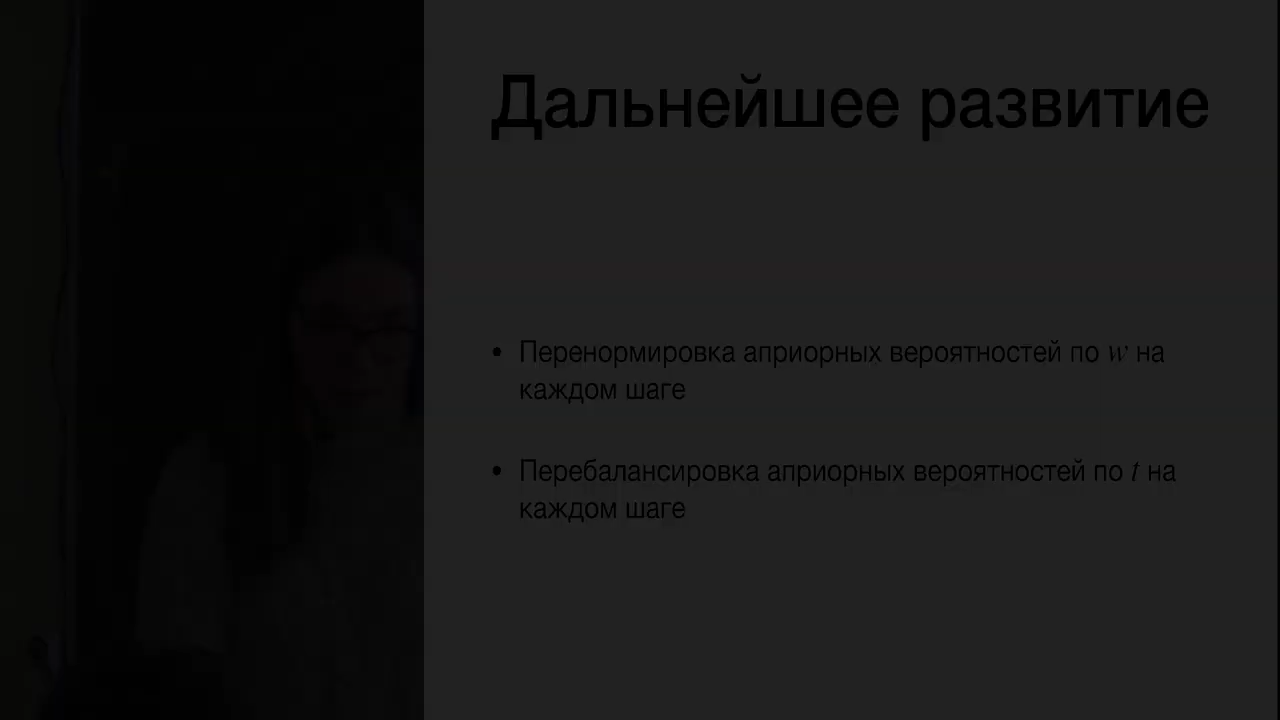 Дальнейшее развитие
• Перенормировка априорных вероятностей по w на
каждом шаге
• Перебалансировка априорных вероятностей по t на
каждом шаге